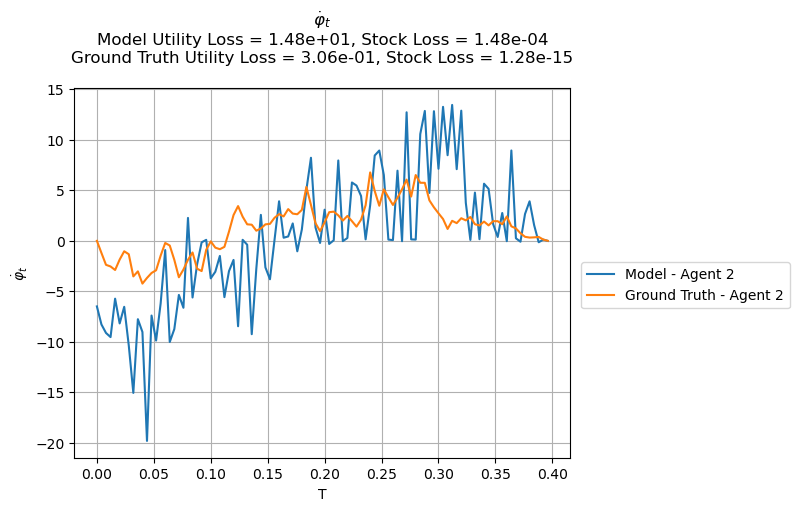 φ̇ₜ
Model Utility Loss = 1.48e+01, Stock Loss = 1.48e-04
Ground Truth Utility Loss = 3.06e-01, Stock Loss = 1.28e-15
15
10
5
0
−5
−10
−15
−20
φ̇ₜ
0.00 0.05 0.10 0.15 0.20 0.25 0.30 0.35 0.40
T
Model - Agent 2
Ground Truth - Agent 2